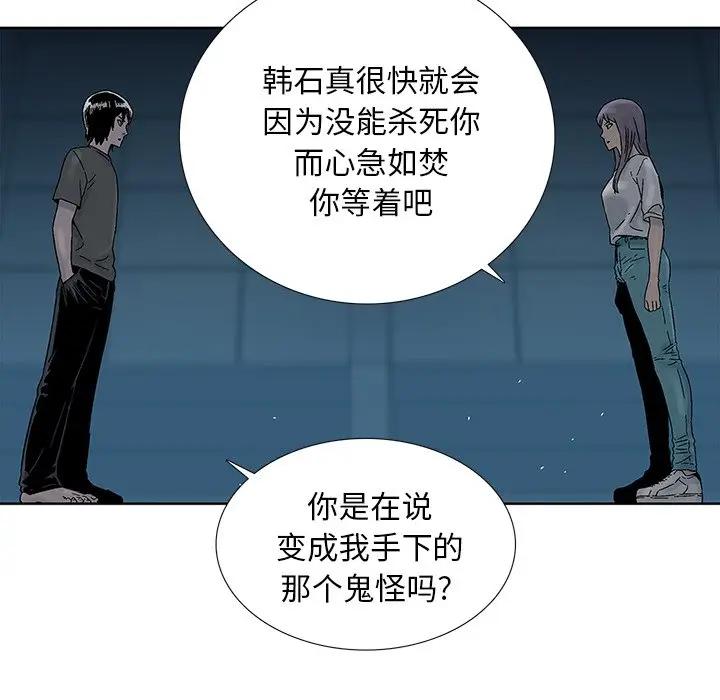 韩石真很快就会
因为没能杀死你
而心急如焚
你等着吧
你是在说
变成我手下的
那个鬼怪吗?